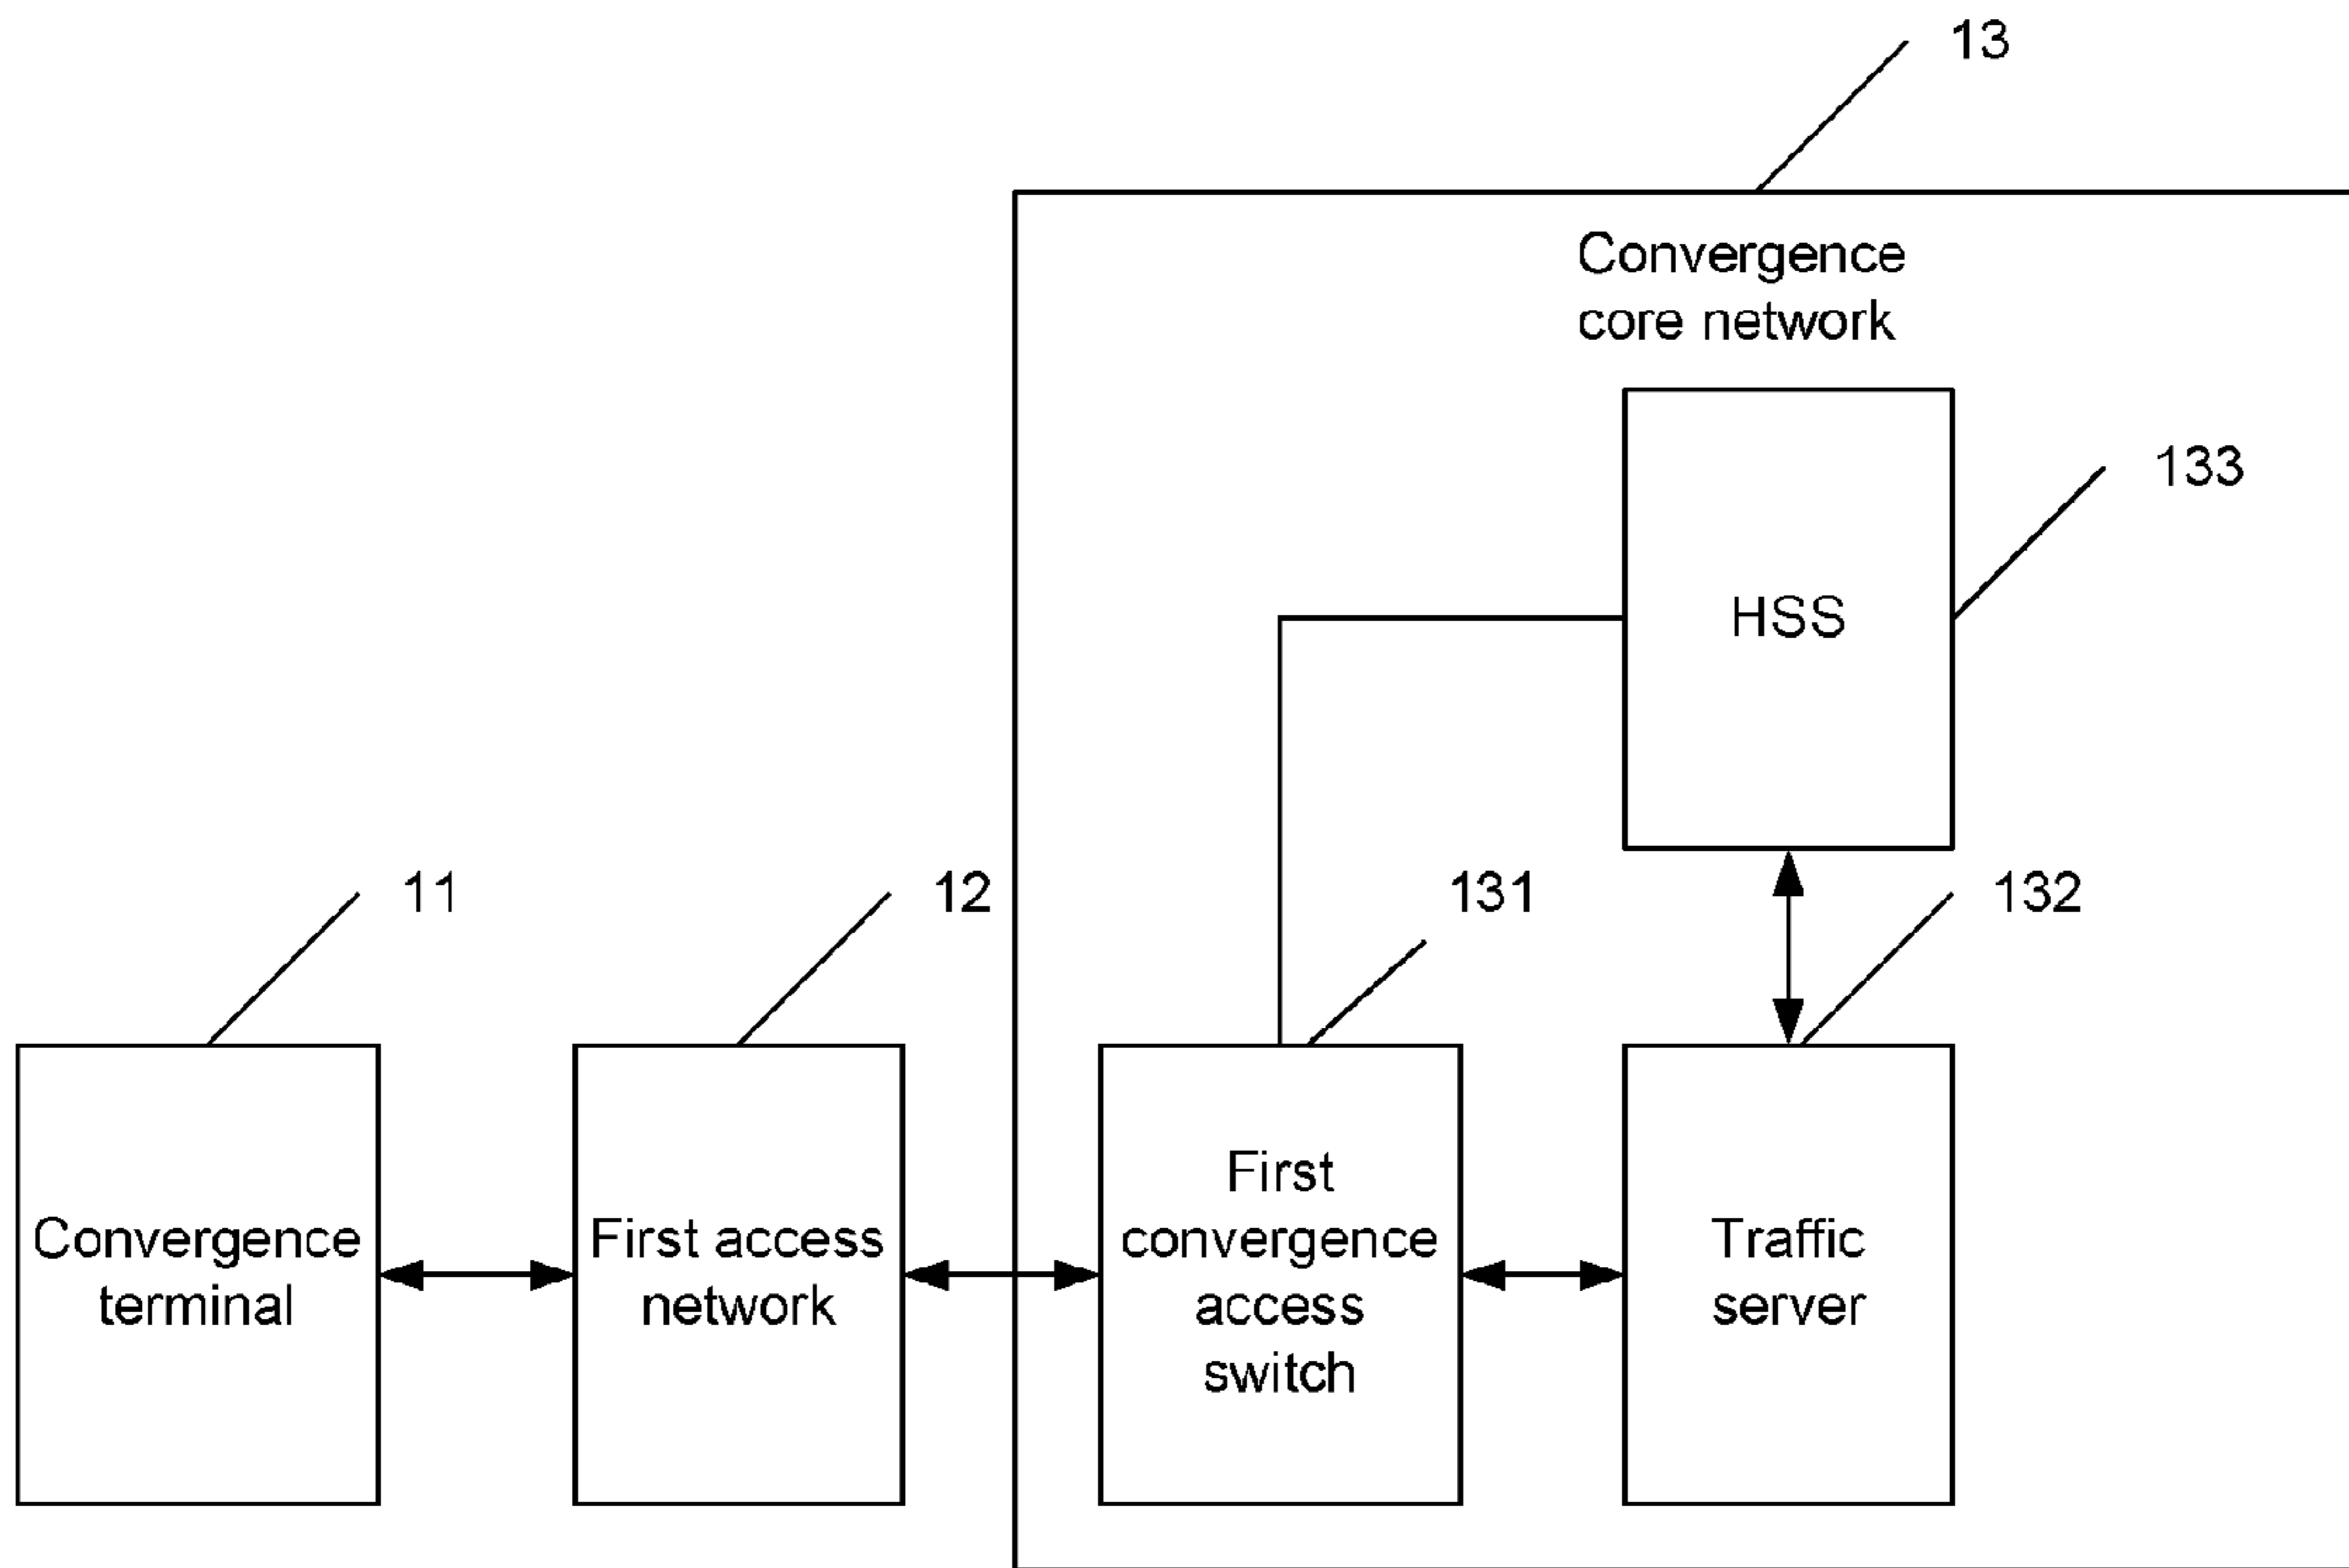 13
Convergence
core network
133
HSS
11
12
131
132
Convergence
terminal
First access
network
First
convergence
access
switch
Traffic
server